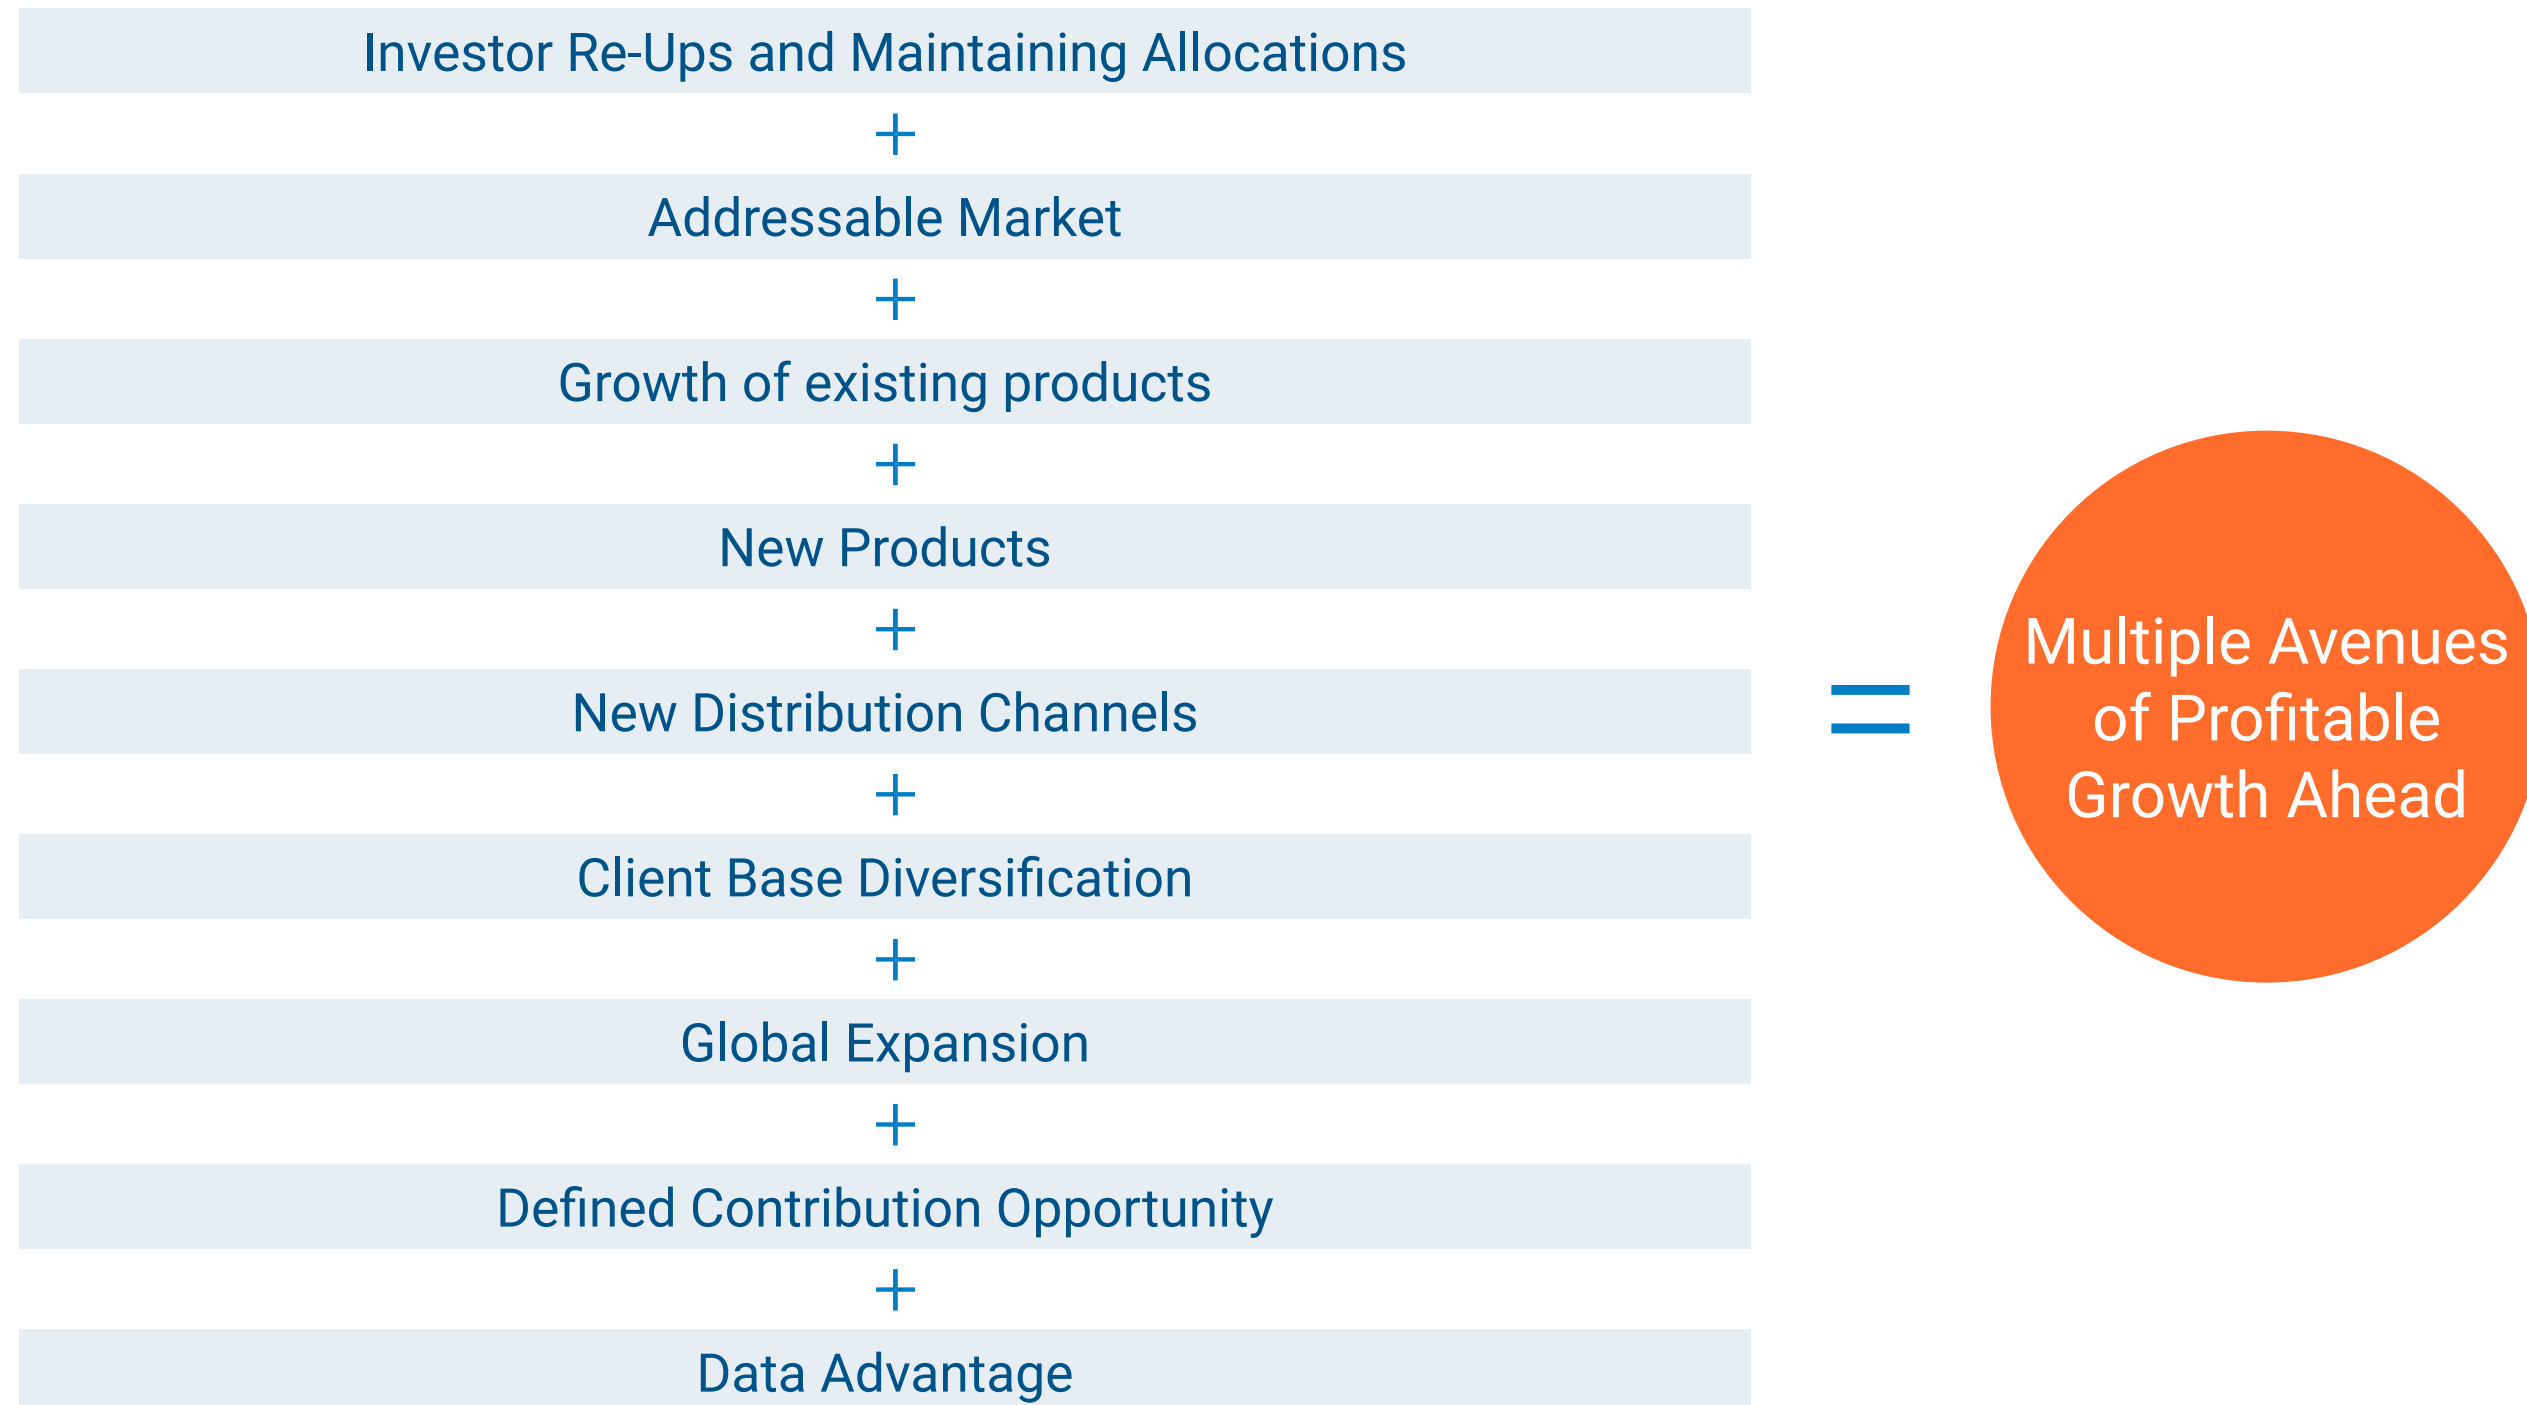 Investor Re-Ups and Maintaining Allocations
+
Addressable Market
+
Growth of existing products
+
New Products
+
New Distribution Channels
+
Client Base Diversification
+
Global Expansion
+
Defined Contribution Opportunity
+
Data Advantage
=
Multiple Avenues
of Profitable
Growth Ahead